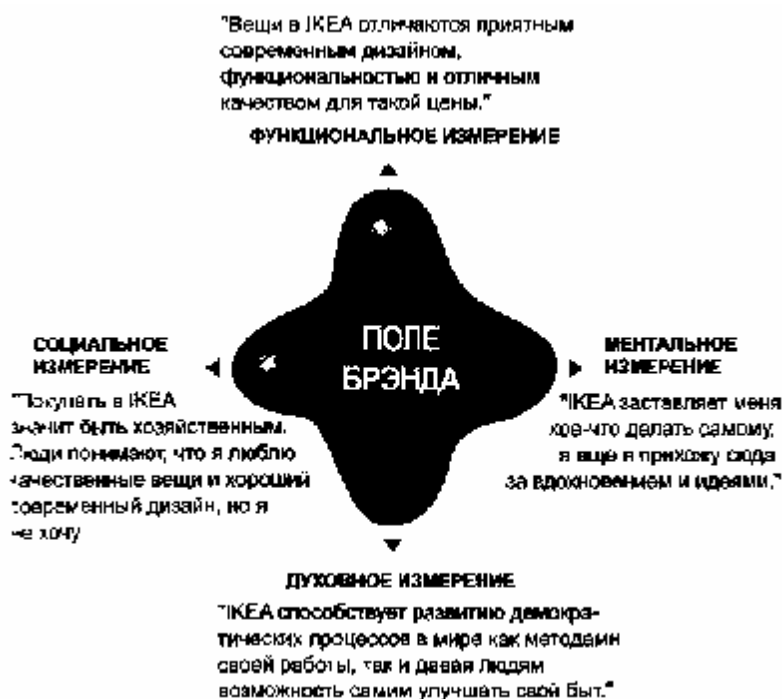 "Вещи в IKEA отличаются приятным
современным дизайном,
функциональностью и отличным
качеством для такой цены."
ФУНКЦИОНАЛЬНОЕ ИЗМЕРЕНИЕ
ПОЛЕ
БРЭНДА
СОЦИАЛЬНОЕ
ИЗМЕРЕНИЕ
"Покупать в IKEA
значит быть хозяйственным.
Люди понимают, что я люблю
качественные вещи и хороший
современный дизайн, но я
не хочу
МЕНТАЛЬНОЕ
ИЗМЕРЕНИЕ
"IKEA заставляет меня
кое-что делать самому,
а еще я прихожу сюда
за вдохновением и идеями."
ДУХОВНОЕ ИЗМЕРЕНИЕ
"IKEA способствует развитию демокра-
тических процессов в мире как методами
своей работы, так и давая людям
возможность самим улучшать свой быт."